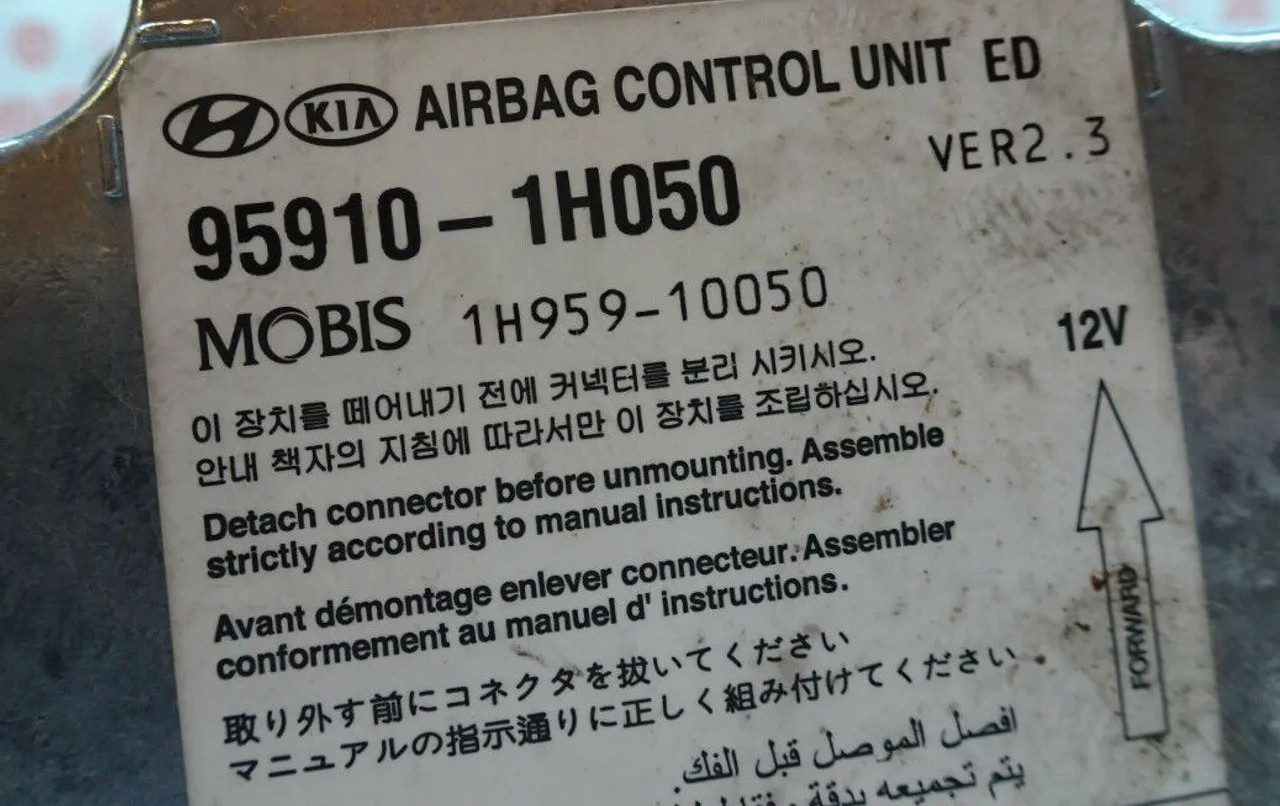 KIA AIRBAG CONTROL UNIT ED
VER2.3
95910-1H050
MOBIS 1H959-10050
12V
이 장치를 떼어내기 전에 커넥터를 분리 시키시오.
안내 책자의 지침에 따라서만 이 장치를 조립하십시오.
Detach connector before unmounting. Assemble
strictly according to manual instructions.
Avant démontage enlever connecteur. Assembler
conformement au manuel d' instructions.
FORWARD
取り外す前にコネクタを抜いてください
マニュアルの指示通りに正しく組み付けてください
افصل الموصل قبل الفك.
يتم تجميعه بدقة